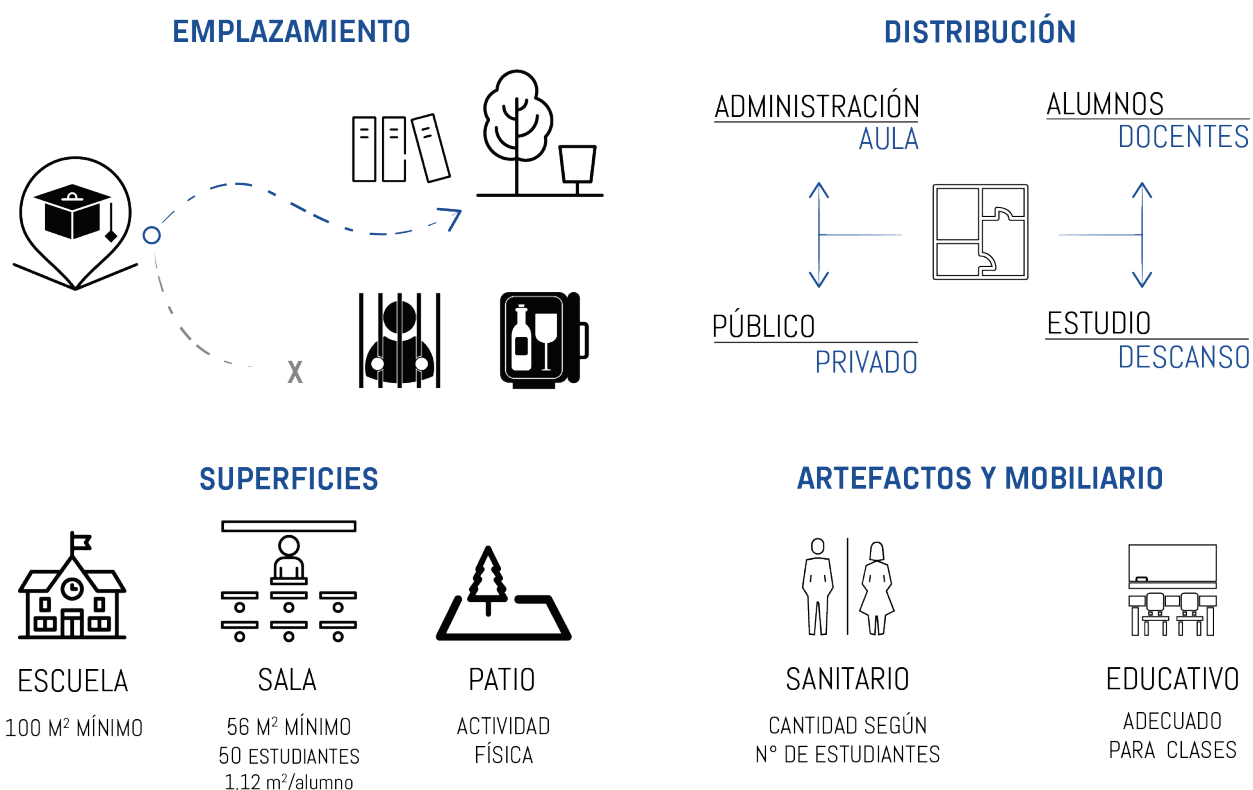 EMPLAZAMIENTO
X
DISTRIBUCIÓN
ADMINISTRACIÓN
AULA
ALUMNOS
DOCENTES
PÚBLICO
PRIVADO
ESTUDIO
DESCANSO
SUPERFICIES
ESCUELA
100 M² MÍNIMO
SALA
56 M² MÍNIMO
50 ESTUDIANTES
1.12 m²/alumno
PATIO
ACTIVIDAD
FÍSICA
ARTEFACTOS Y MOBILIARIO
SANITARIO
CANTIDAD SEGÚN
N° DE ESTUDIANTES
EDUCATIVO
ADECUADO
PARA CLASES